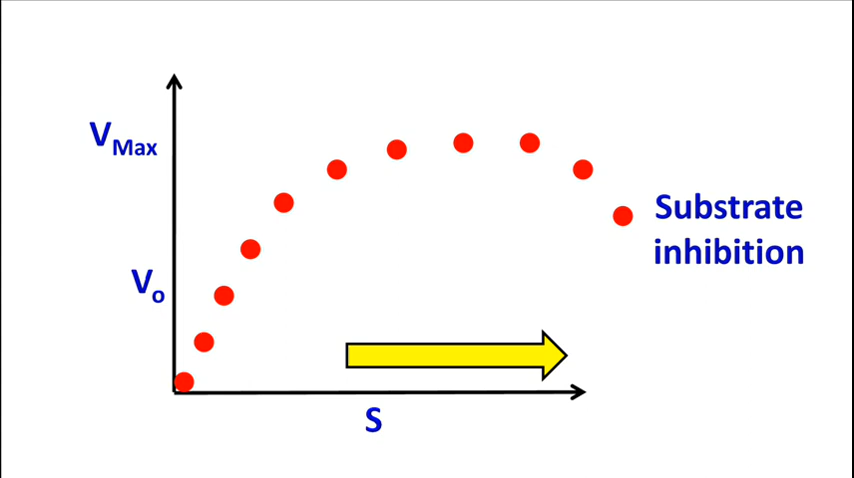 VMax
Vo
Substrate
inhibition
S